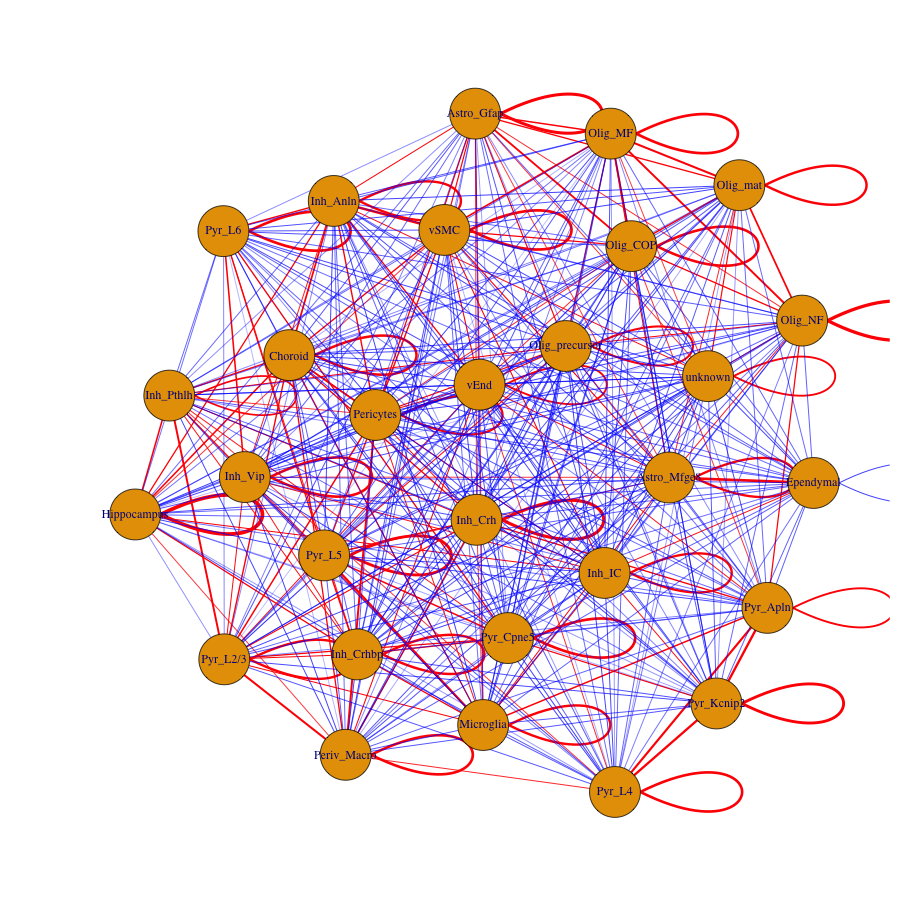 Astro_Gfap
Olig_MF
Olig_mat
Inh_Anln
Pyr_L6
vSMC
Olig_COP
Olig_NF
Olig_precursor
Choroid
unknown
vEnd
Inh_Pthlh
Pericytes
Inh_Vip
Astro_Mfge8
Ependymal
Hippocampus
Inh_Crh
Pyr_L5
Inh_IC
Pyr_Apln
Pyr_Cpne5
Inh_Crhbp
Pyr_L2/3
Pyr_Kcnip2
Microglia
Periv_Macro
Pyr_L4